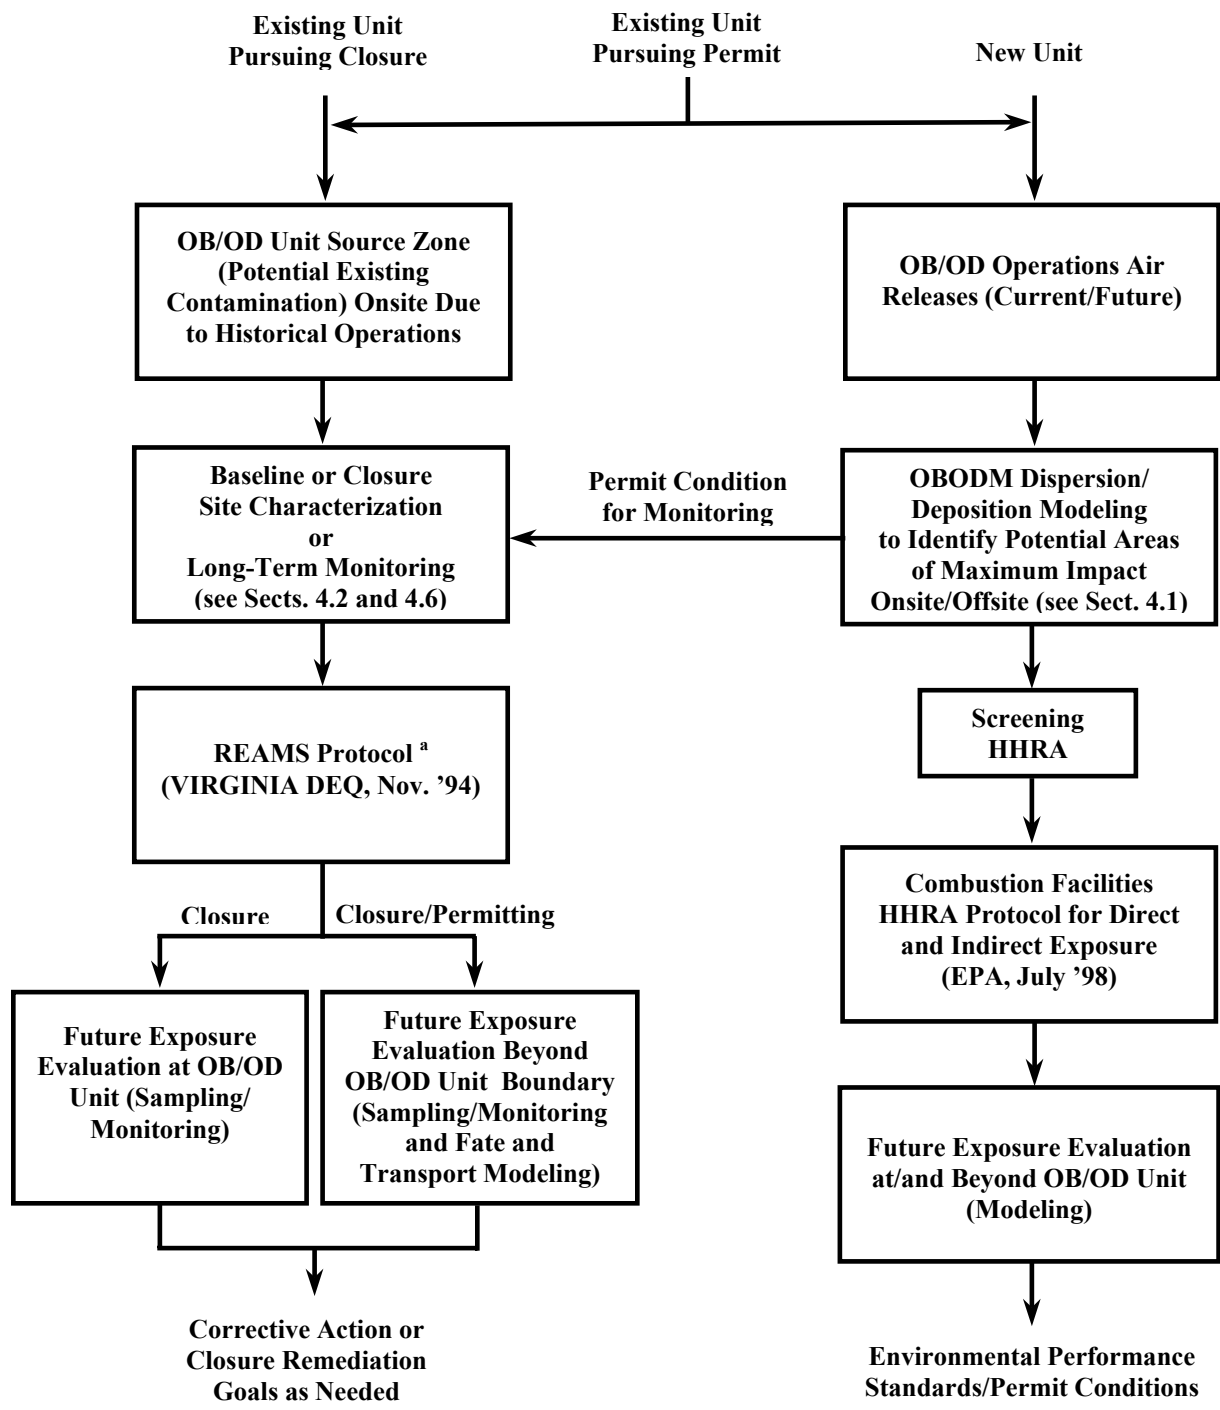 Existing Unit
Pursuing Closure
Existing Unit
Pursuing Permit
New Unit
OB/OD Unit Source Zone
(Potential Existing
Contamination) Onsite Due
to Historical Operations
OB/OD Operations Air
Releases (Current/Future)
Baseline or Closure
Site Characterization
or
Long-Term Monitoring
(see Sects. 4.2 and 4.6)
Permit Condition
for Monitoring
OBODM Dispersion/
Deposition Modeling
to Identify Potential Areas
of Maximum Impact
Onsite/Offsite (see Sect. 4.1)
REAMS Protocol a
(VIRGINIA DEQ, Nov. ’94)
Screening
HHRA
Combustion Facilities
HHRA Protocol for Direct
and Indirect Exposure
(EPA, July ’98)
Closure
Closure/Permitting
Future Exposure
Evaluation at OB/OD
Unit (Sampling/
Monitoring)
Future Exposure
Evaluation Beyond
OB/OD Unit Boundary
(Sampling/Monitoring
and Fate and
Transport Modeling)
Future Exposure Evaluation
at/and Beyond OB/OD Unit
(Modeling)
Corrective Action or
Closure Remediation
Goals as Needed
Environmental Performance
Standards/Permit Conditions